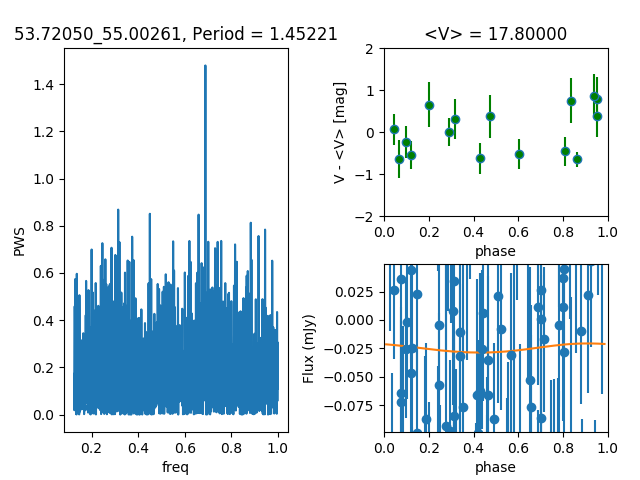 53.72050_55.00261, Period = 1.45221
PWS
1.4
1.2
1.0
0.8
0.6
0.4
0.2
0.0
0.2 0.4 0.6 0.8 1.0
freq
<V> = 17.80000
V - <V> [mag]
2
1
0
−1
−2
0.0 0.2 0.4 0.6 0.8 1.0
phase
Flux (mJy)
0.025
0.000
−0.025
−0.050
−0.075
0.0 0.2 0.4 0.6 0.8 1.0
phase